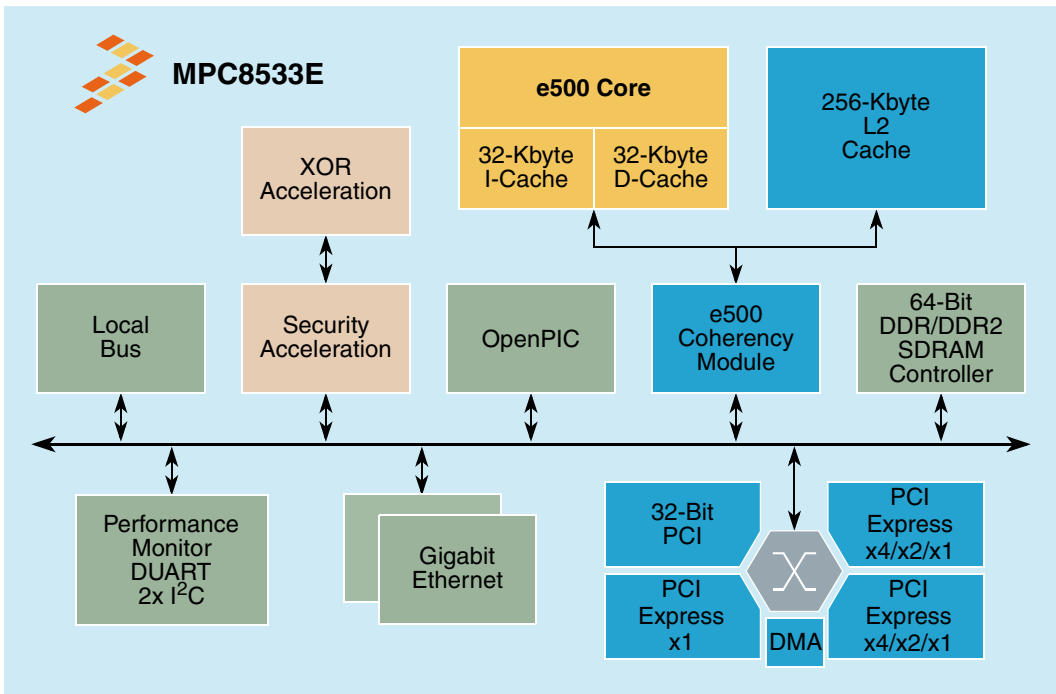 MPC8533E
e500 Core
32-Kbyte
I-Cache
32-Kbyte
D-Cache
256-Kbyte
L2
Cache
XOR
Acceleration
Local
Bus
Security
Acceleration
OpenPIC
e500
Coherency
Module
64-Bit
DDR/DDR2
SDRAM
Controller
Performance
Monitor
DUART
2x I²C
Gigabit
Ethernet
32-Bit
PCI
PCI
Express
x4/x2/x1
PCI
Express
x1
DMA
PCI
Express
x4/x2/x1